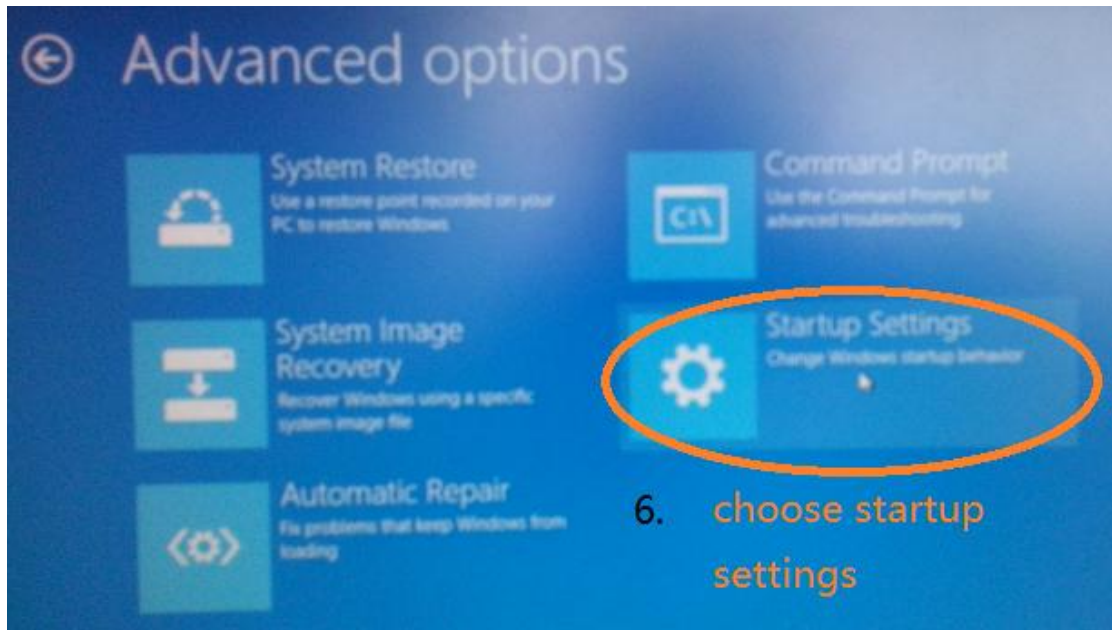 Advanced options
System Restore
Use a restore point recorded on your
PC to restore Windows
System Image
Recovery
Recover Windows using a specific
system image file
Automatic Repair
Fix problems that keep Windows from
loading
Command Prompt
Use the Command Prompt for
advanced troubleshooting
C:\
Startup Settings
Change Windows startup behavior
6. choose startup
settings